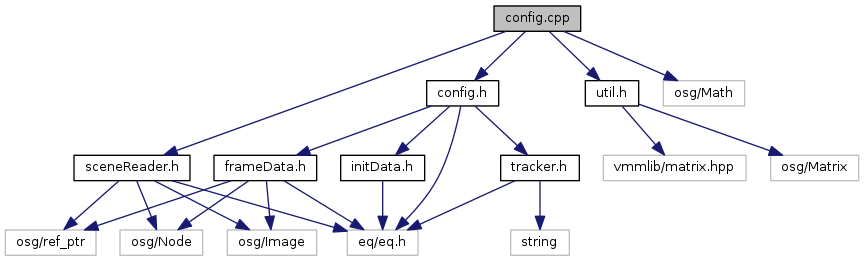 config.cpp
config.h
util.h
osg/Math
sceneReader.h
frameData.h
initData.h
tracker.h
vmmlib/matrix.hpp
osg/Matrix
osg/ref_ptr
osg/Node
osg/Image
eq/eq.h
string